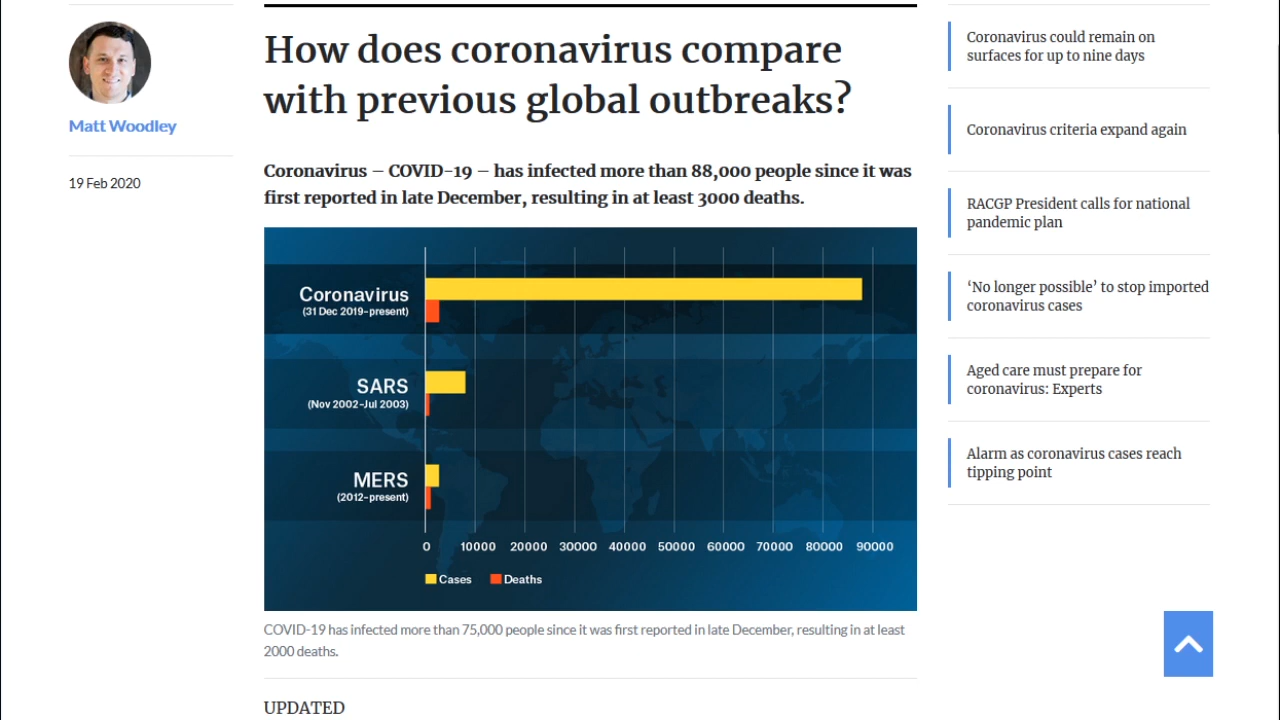 Matt Woodley
19 Feb 2020
How does coronavirus compare
with previous global outbreaks?
Coronavirus – COVID-19 – has infected more than 88,000 people since it was
first reported in late December, resulting in at least 3000 deaths.
Coronavirus
(31 Dec 2019-present)
SARS
(Nov 2002-Jul 2003)
MERS
(2012-present)
0 10000 20000 30000 40000 50000 60000 70000 80000 90000
Cases Deaths
COVID-19 has infected more than 75,000 people since it was first reported in late December, resulting in at least
2000 deaths.
UPDATED
Coronavirus could remain on
surfaces for up to nine days
Coronavirus criteria expand again
RACGP President calls for national
pandemic plan
‘No longer possible’ to stop imported
coronavirus cases
Aged care must prepare for
coronavirus: Experts
Alarm as coronavirus cases reach
tipping point